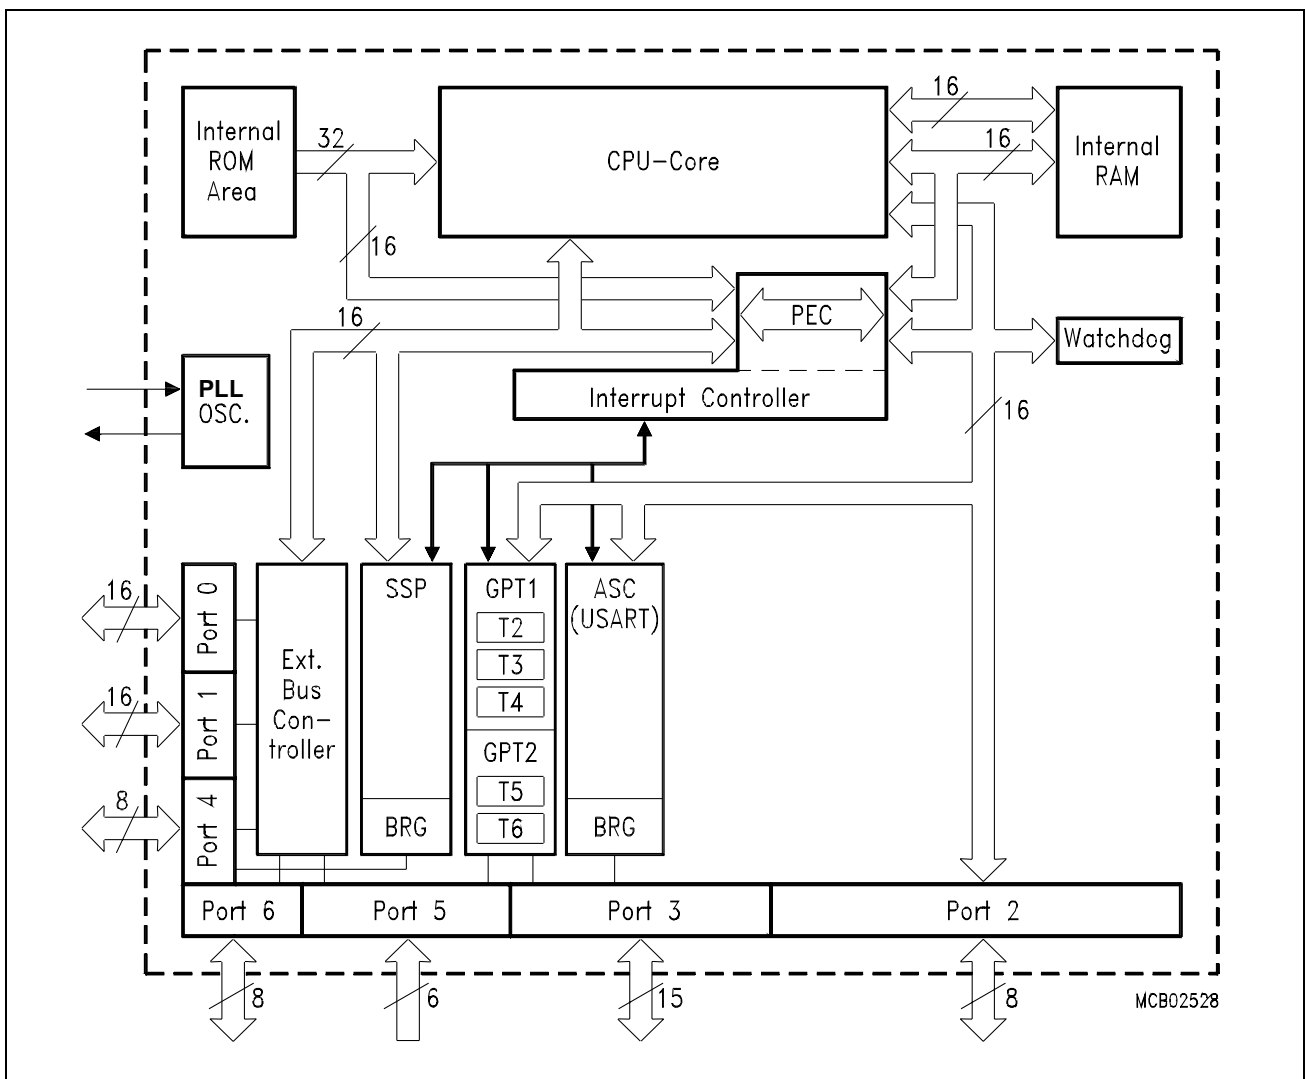 Internal
ROM
Area
32
CPU-Core
16
16
Internal
RAM
16
16
PEC
Watchdog
PLL
OSC.
Interrupt Controller
16
16
Port 0
16
Port 1
8
Port 4
Ext.
Bus
Con-
troller
SSP
BRG
GPT1
T2
T3
T4
GPT2
T5
T6
ASC
(USART)
BRG
Port 6
Port 5
Port 3
Port 2
8
6
15
8
MCB02528